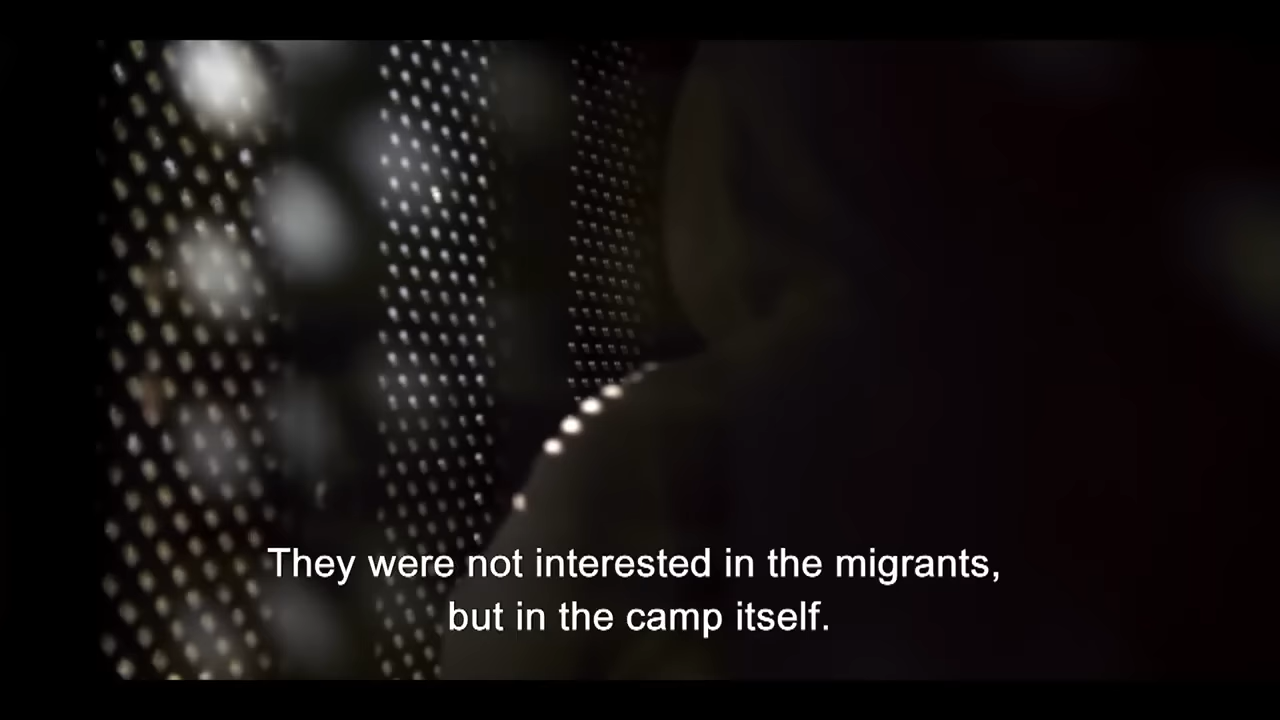 They were not interested in the migrants,
but in the camp itself.